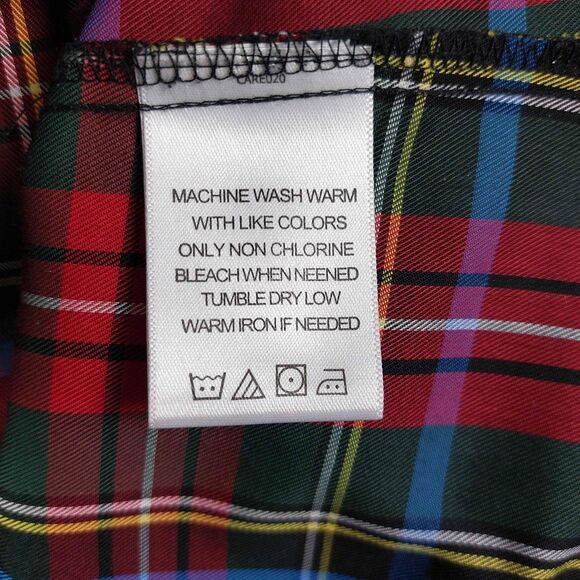 CARE020
MACHINE WASH WARM
WITH LIKE COLORS
ONLY NON CHLORINE
BLEACH WHEN NEENED
TUMBLE DRY LOW
WARM IRON IF NEEDED